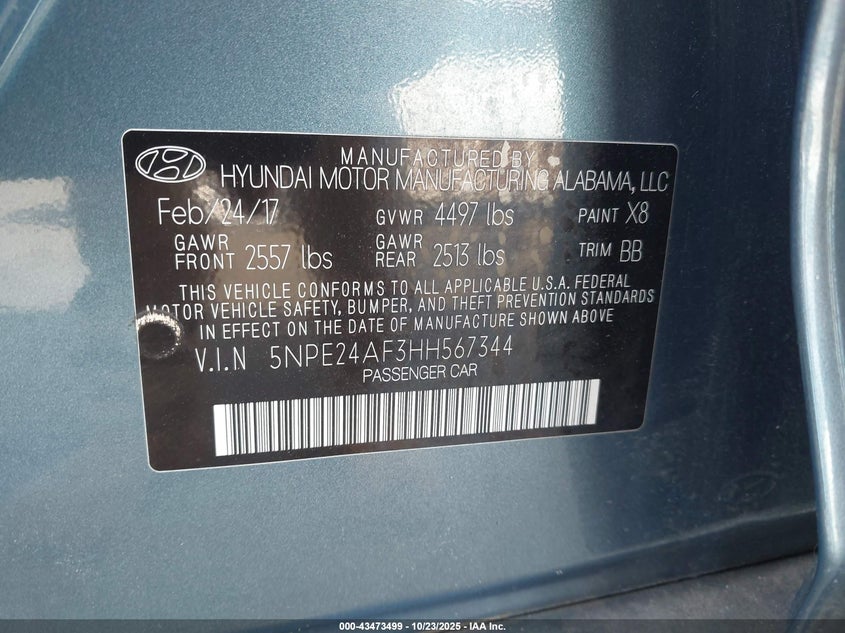 MANUFACTURED BY
HYUNDAI MOTOR MANUFACTURING ALABAMA, LLC
Feb/24/17 GVWR 4497 lbs PAINT X8
GAWR FRONT 2557 lbs GAWR REAR 2513 lbs TRIM BB
THIS VEHICLE CONFORMS TO ALL APPLICABLE U.S.A. FEDERAL
MOTOR VEHICLE SAFETY, BUMPER, AND THEFT PREVENTION STANDARDS
IN EFFECT ON THE DATE OF MANUFACTURE SHOWN ABOVE
V.I.N 5NPE24AF3HH567344
PASSENGER CAR
000-43473499 - 10/23/2025 - IAA Inc.